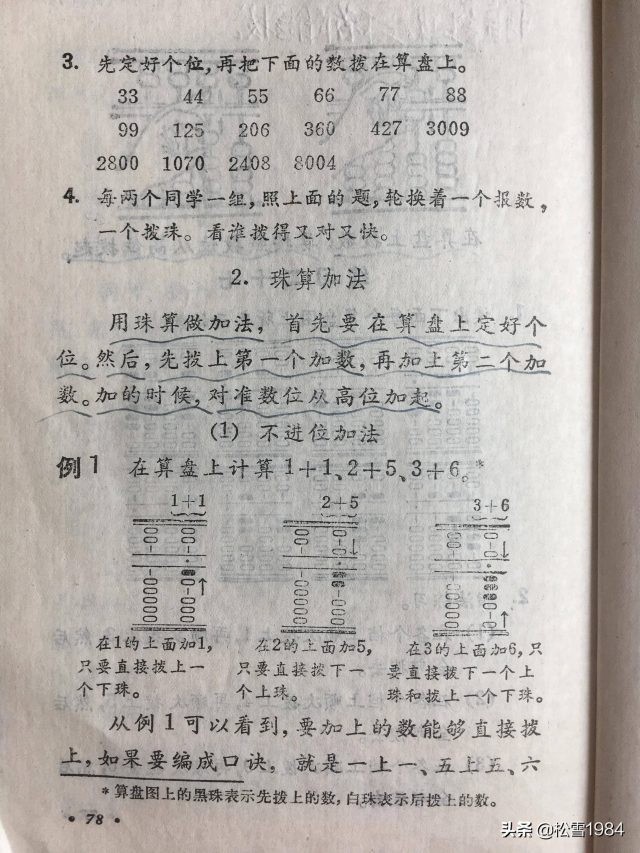 3. 先定好个位,再把下面的数拨在算盘上。
33 44 55 66 77 88
99 125 206 360 427 3009
2800 1070 2408 8004
4. 每两个同学一组,照上面的题,轮换着一个报数,
一个拨珠。看谁拨得又对又快。
2. 珠算加法
用珠算做加法,首先要在算盘上定好个
位。然后,先拨上第一个加数,再加上第二个加
数。加的时候,对准数位从高位加起。
(1) 不进位加法
例1 在算盘上计算1+1、2+5、3+6。*
1+1 2+5 3+6
在1的上面加1, 在2的上面加5, 在3的上面加6,只
只要直接拨上一 只要直接拨下一 要直接拨下一个上
个下珠。 个上珠。 珠和拨上一个下珠。
从例1可以看到,要加上的数能够直接拨
上,如果要编成口诀,就是一上一、五上五、六
*算盘图上的黑珠表示先拨上的数,白珠表示后拨上的数。
• 78 •
头条 @松雪1984